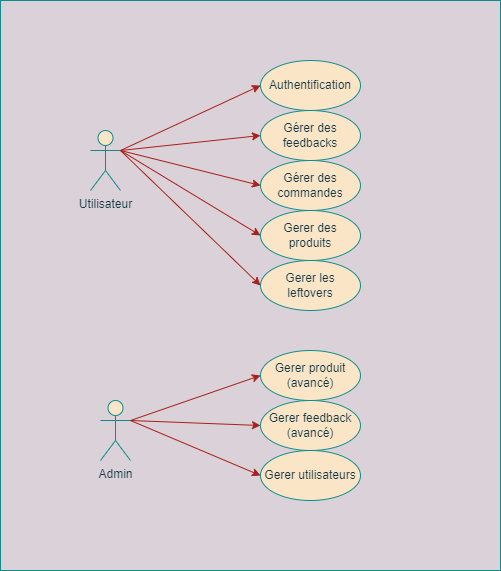 Authentification
Gérer des
feedbacks
Gérer des
commandes
Utilisateur
Gerer des
produits
Gerer les
leftovers
Gerer produit
(avancé)
Gerer feedback
(avancé)
Admin
Gerer utilisateurs